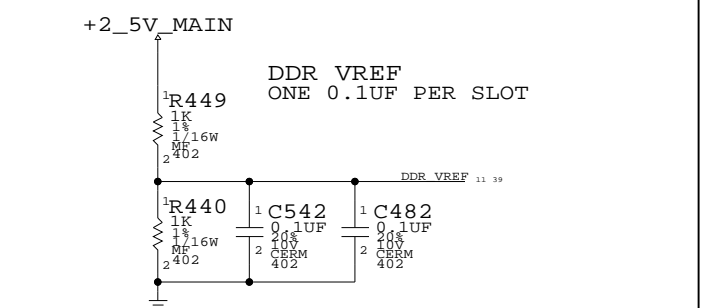 +2_5V_MAIN
DDR VREF
ONE 0.1UF PER SLOT
1
R449
1K
1%
1/16W
MF
402
2
DDR_VREF 11 39
1
R440
1K
1%
1/16W
MF
402
2
1
C542
0.1UF
20%
10V
CERM
402
2
1
C482
0.1UF
20%
10V
CERM
402
2